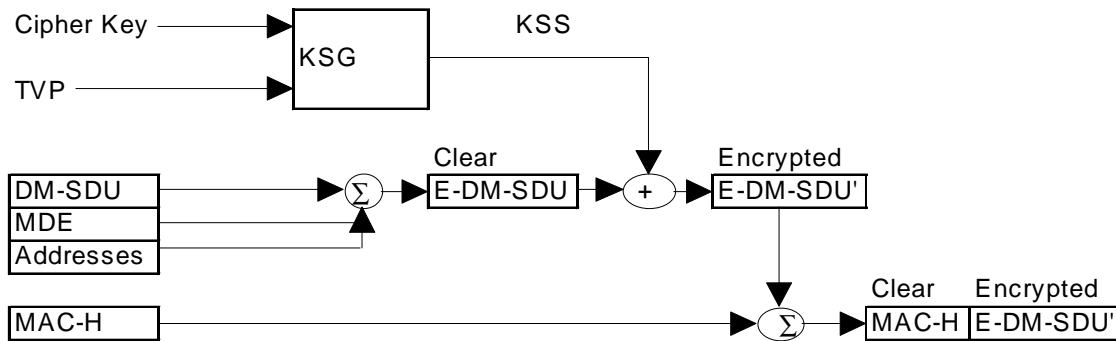 Cipher Key
KSS
KSG
TVP
Clear
Encrypted
DM-SDU
Σ
E-DM-SDU
+
E-DM-SDU'
MDE
Addresses
Clear
Encrypted
MAC-H
Σ
MAC-H
E-DM-SDU'